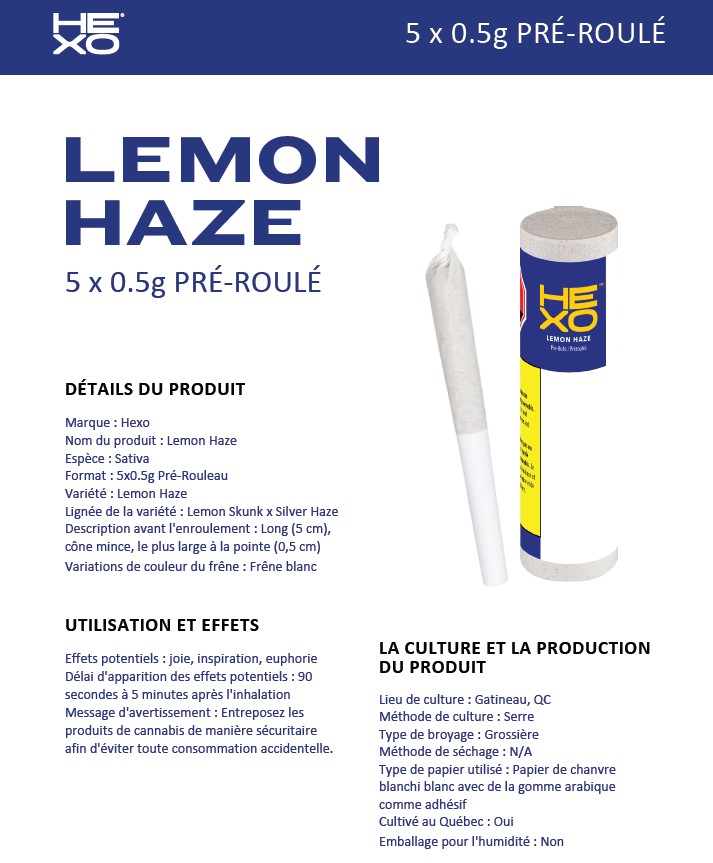 HEXO
5 x 0.5g PRÉ-ROULÉ
LEMON
HAZE
5 x 0.5g PRÉ-ROULÉ
HEXO
LEMON HAZE
Pre-Rolls / Préroulés
DÉTAILS DU PRODUIT
Marque : Hexo
Nom du produit : Lemon Haze
Espèce : Sativa
Format : 5x0.5g Pré-Rouleau
Variété : Lemon Haze
Lignée de la variété : Lemon Skunk x Silver Haze
Description avant l'enroulement : Long (5 cm),
cône mince, le plus large à la pointe (0,5 cm)
Variations de couleur du frêne : Frêne blanc
UTILISATION ET EFFETS
Effets potentiels : joie, inspiration, euphorie
Délai d'apparition des effets potentiels : 90
secondes à 5 minutes après l'inhalation
Message d'avertissement : Entreposez les
produits de cannabis de manière sécuritaire
afin d'éviter toute consommation accidentelle.
LA CULTURE ET LA PRODUCTION
DU PRODUIT
Lieu de culture : Gatineau, QC
Méthode de culture : Serre
Type de broyage : Grossière
Méthode de séchage : N/A
Type de papier utilisé : Papier de chanvre
blanchi blanc avec de la gomme arabique
comme adhésif
Cultivé au Québec : Oui
Emballage pour l'humidité : Non